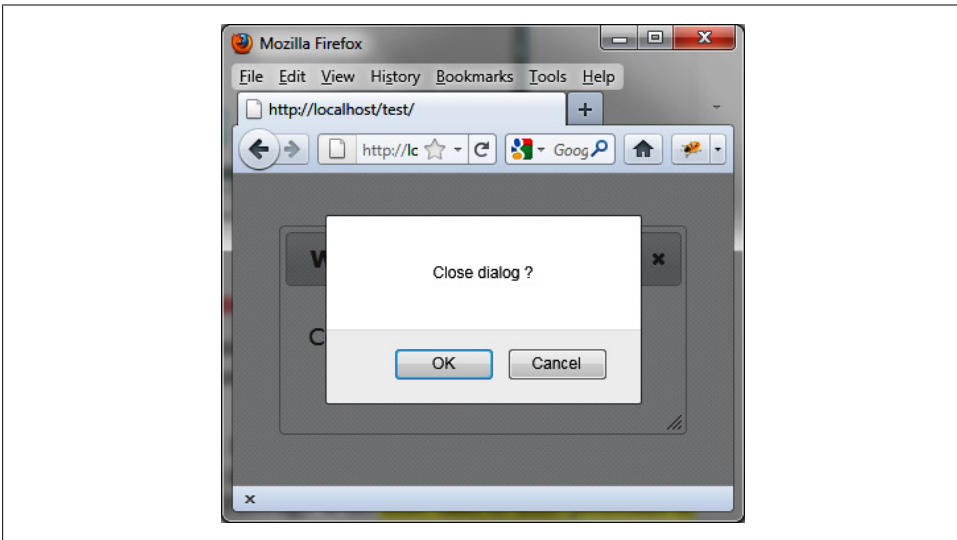 Mozilla Firefox
File Edit View History Bookmarks Tools Help
http://localhost/test/
http://lc Goog
W
Close dialog ?
C
OK Cancel